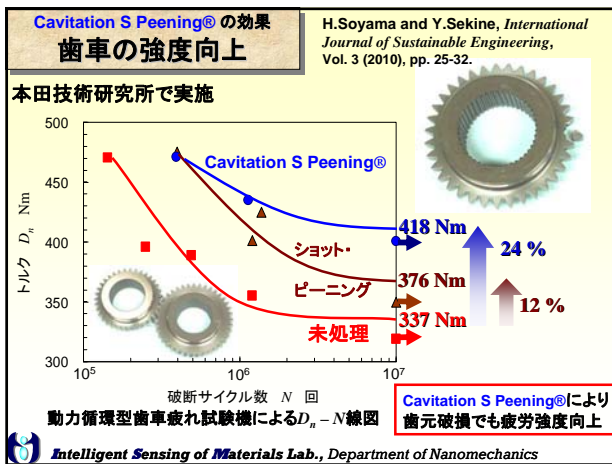 Cavitation S Peening® の効果
歯車の強度向上
H.Soyama and Y.Sekine, International
Journal of Sustainable Engineering,
Vol. 3 (2010), pp. 25-32.
本田技術研究所で実施
500
450
400
350
300
トルク Dn Nm
Cavitation S Peening®
ショット・
ピーニング
未処理
418 Nm
376 Nm
337 Nm
24 %
12 %
10⁵
10⁶
10⁷
破断サイクル数 N 回
動力循環型歯車疲れ試験機によるDn－N線図
Cavitation S Peening®により
歯元破損でも疲労強度向上
Intelligent Sensing of Materials Lab., Department of Nanomechanics